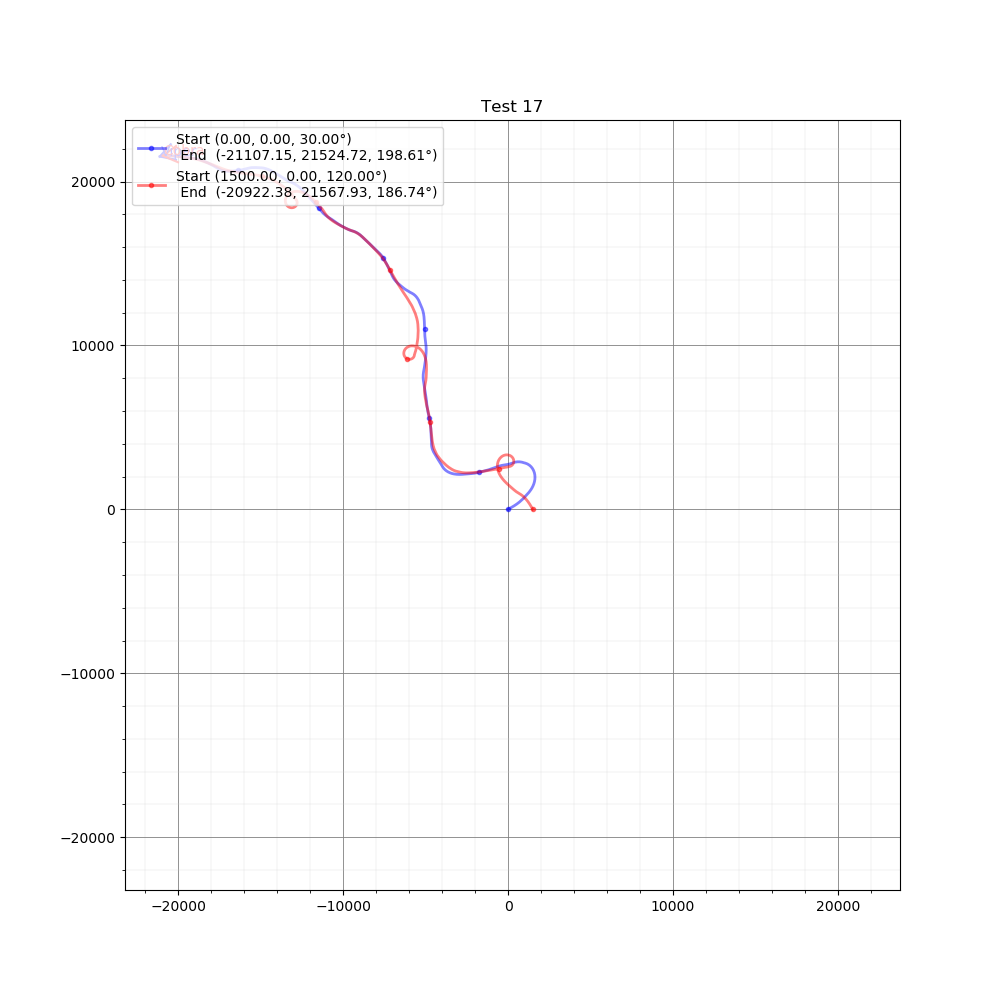 Test 17
Start (0.00, 0.00, 30.00°)
End (-21107.15, 21524.72, 198.61°)
Start (1500.00, 0.00, 120.00°)
End (-20922.38, 21567.93, 186.74°)
20000
10000
0
−10000
−20000
−20000 −10000 0 10000 20000